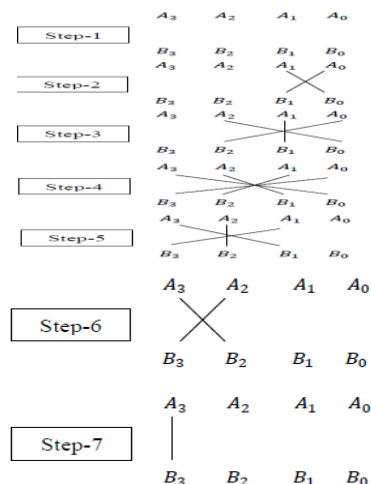 A₃ A₂ A₁ A₀
Step-1
B₃ B₂ B₁ B₀
A₃ A₂ A₁ A₀
Step-2
B₃ B₂ B₁ B₀
A₃ A₂ A₁ A₀
Step-3
B₃ B₂ B₁ B₀
A₃ A₂ A₁ A₀
Step-4
B₃ B₂ B₁ B₀
A₃ A₂ A₁ A₀
Step-5
B₃ B₂ B₁ B₀
A₃ A₂ A₁ A₀
Step-6
B₃ B₂ B₁ B₀
A₃ A₂ A₁ A₀
Step-7
B₃ B₂ B₁ B₀